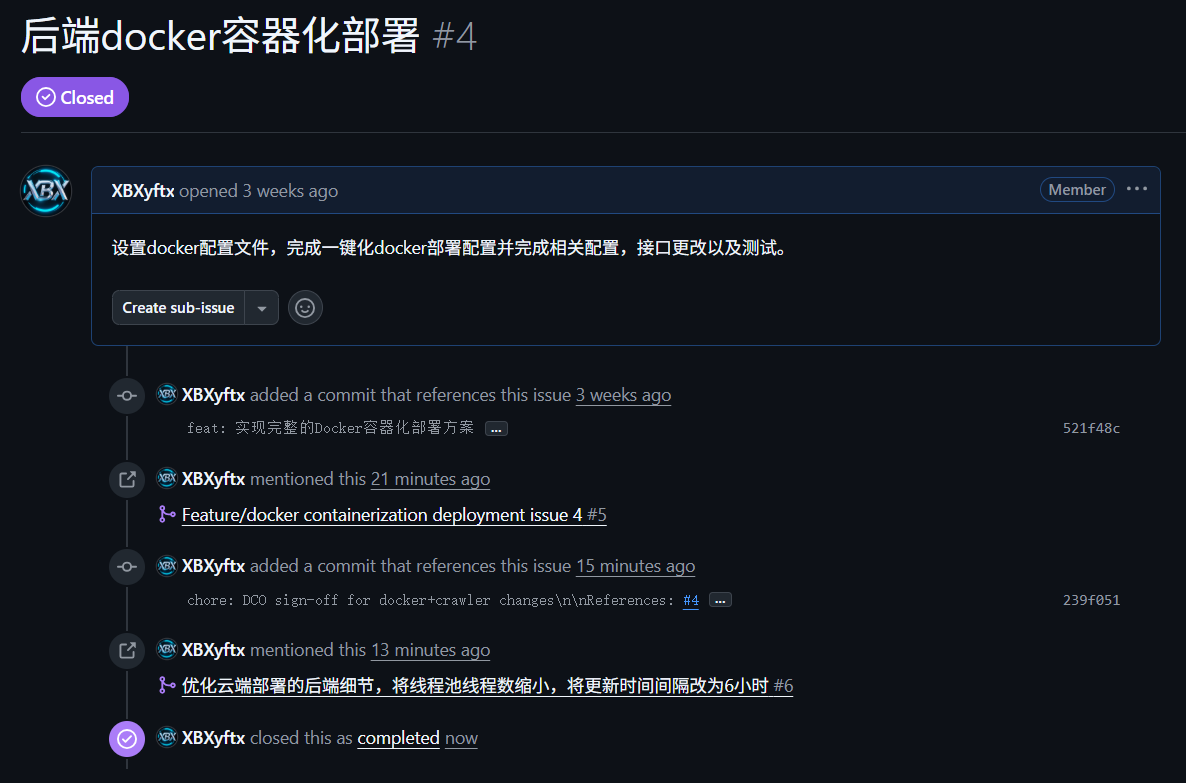 后端docker容器化部署 #4
Closed
XBX
XBXyftx opened 3 weeks ago Member ...
设置docker配置文件，完成一键化docker部署配置并完成相关配置，接口更改以及测试。
Create sub-issue
XBXyftx added a commit that references this issue 3 weeks ago
feat: 实现完整的Docker容器化部署方案 ... 521f48c
XBXyftx mentioned this 21 minutes ago
Feature/docker containerization deployment issue 4 #5
XBXyftx added a commit that references this issue 15 minutes ago
chore: DCO sign-off for docker+crawler changes\n\nReferences: #4 ... 239f051
XBXyftx mentioned this 13 minutes ago
优化云端部署的后端细节，将线程池线程数缩小，将更新时间间隔改为6小时 #6
XBXyftx closed this as completed now